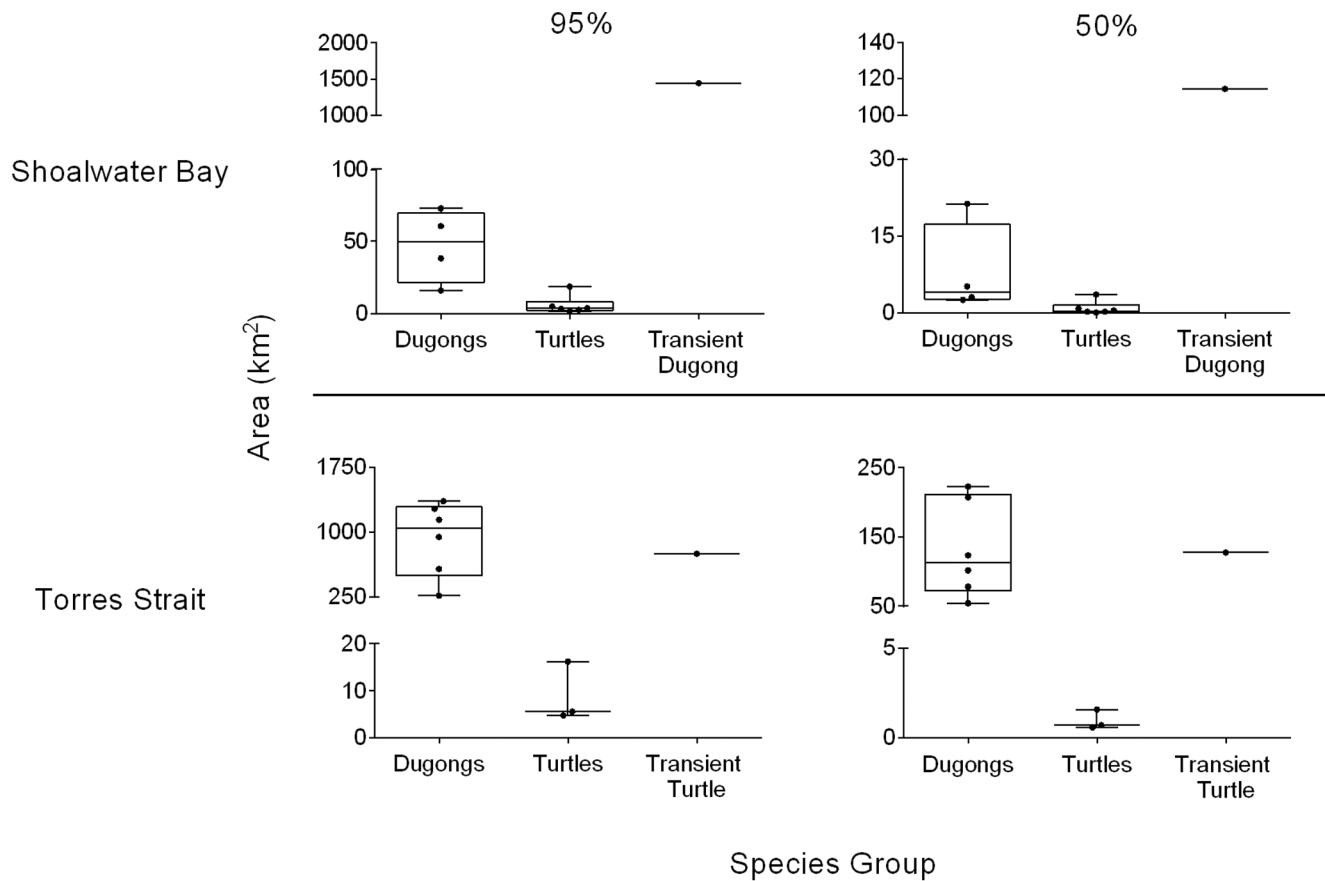 95%
50%
Shoalwater Bay
Area (km²)
2000
1500
1000
100
50
0
Dugongs
Turtles
Transient
Dugong
140
120
100
30
15
0
Dugongs
Turtles
Transient
Dugong
Torres Strait
1750
1000
250
20
10
0
Dugongs
Turtles
Transient
Turtle
250
150
50
5
0
Dugongs
Turtles
Transient
Turtle
Species Group